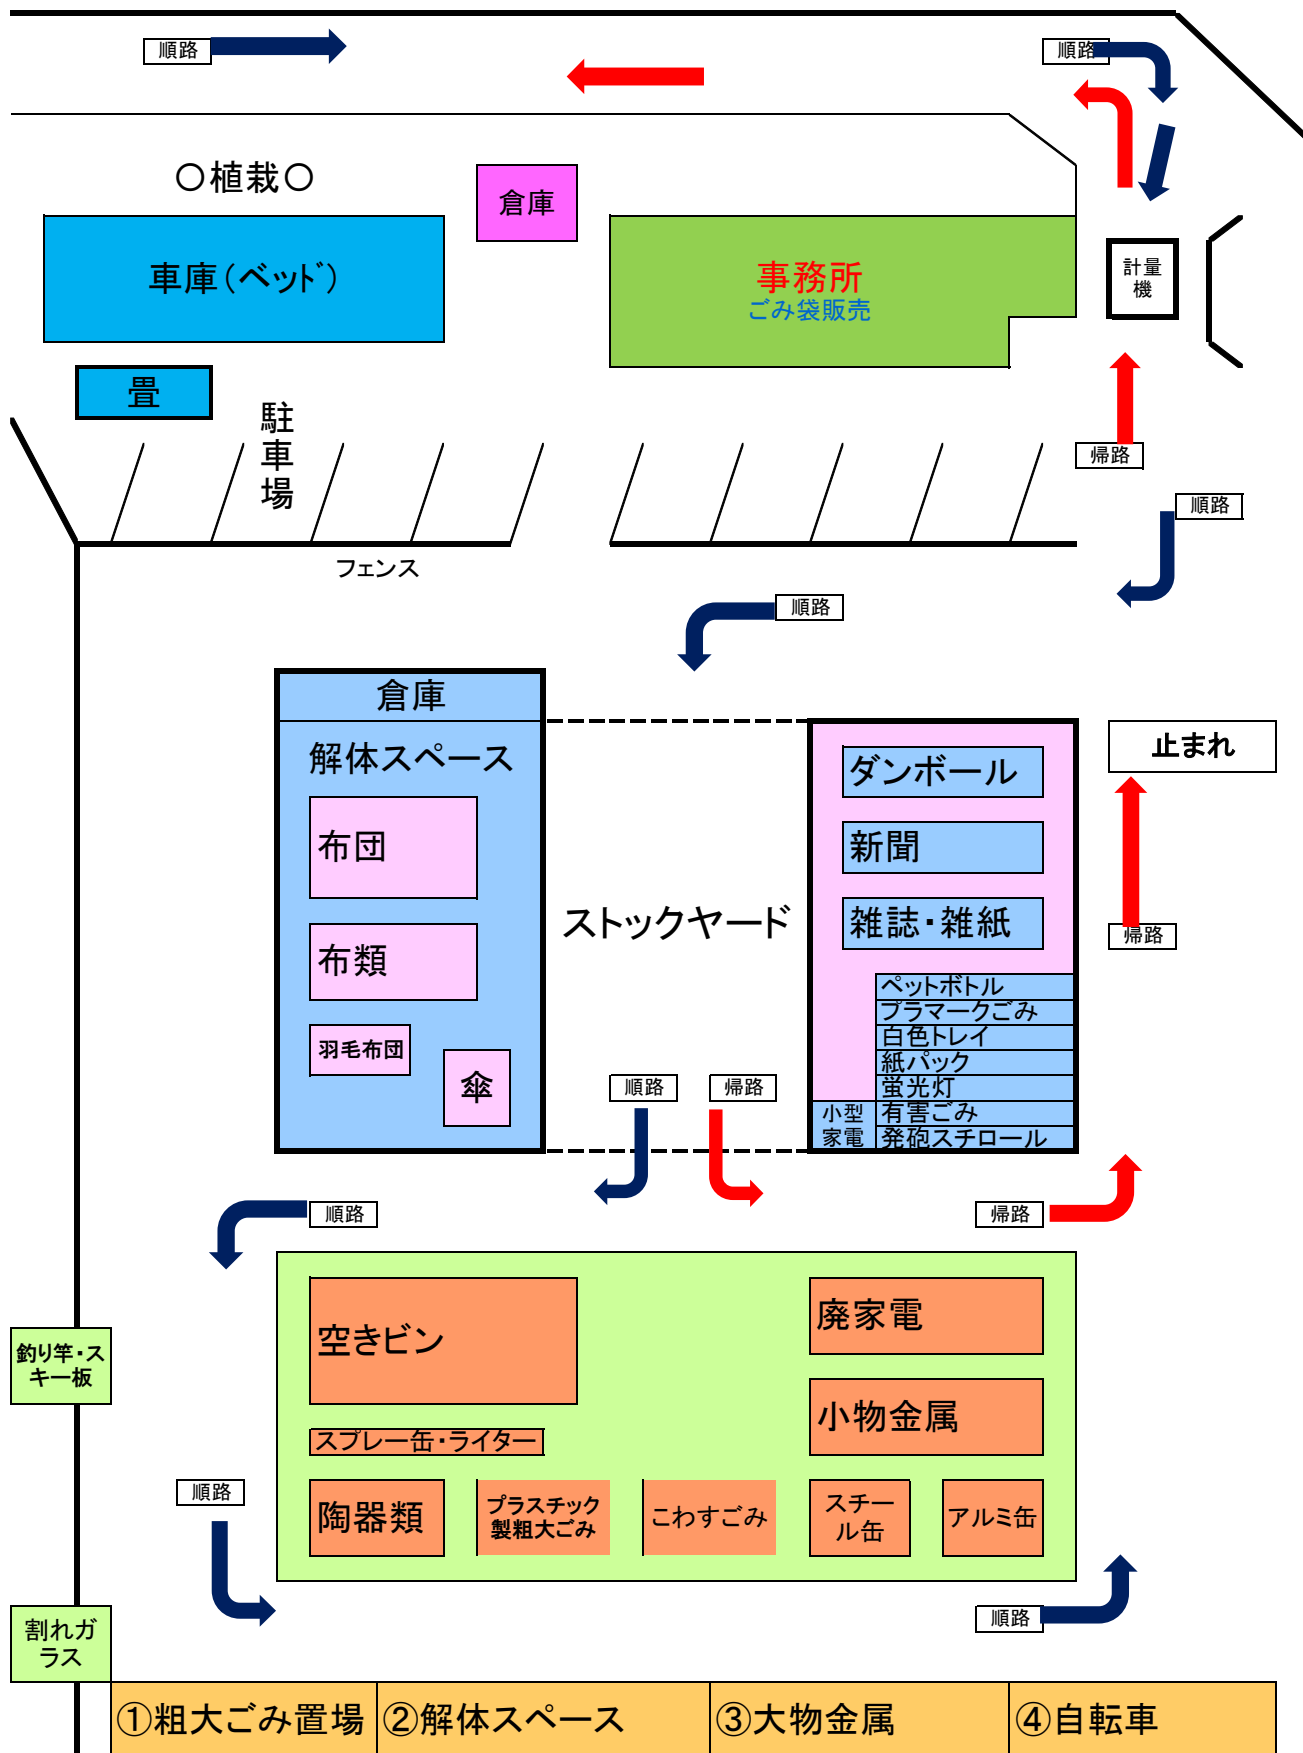 順路
順路
〇植栽〇
倉庫
車庫(ベッド)
事務所
ごみ袋販売
計量
機
畳
駐
車
場
帰路
順路
フェンス
順路
倉庫
解体スペース
布団
布類
羽毛布団
傘
ストックヤード
ダンボール
新聞
雑誌・雑紙
ペットボトル
プラマークごみ
白色トレイ
紙パック
蛍光灯
有害ごみ
発砲スチロール
小型
家電
止まれ
帰路
順路
帰路
順路
帰路
空きビン
廃家電
小物金属
スプレー缶・ライター
陶器類
プラスチック
製粗大ごみ
こわすごみ
スチー
ル缶
アルミ缶
釣り竿・ス
キー板
順路
割れガ
ラス
順路
①粗大ごみ置場
②解体スペース
③大物金属
④自転車